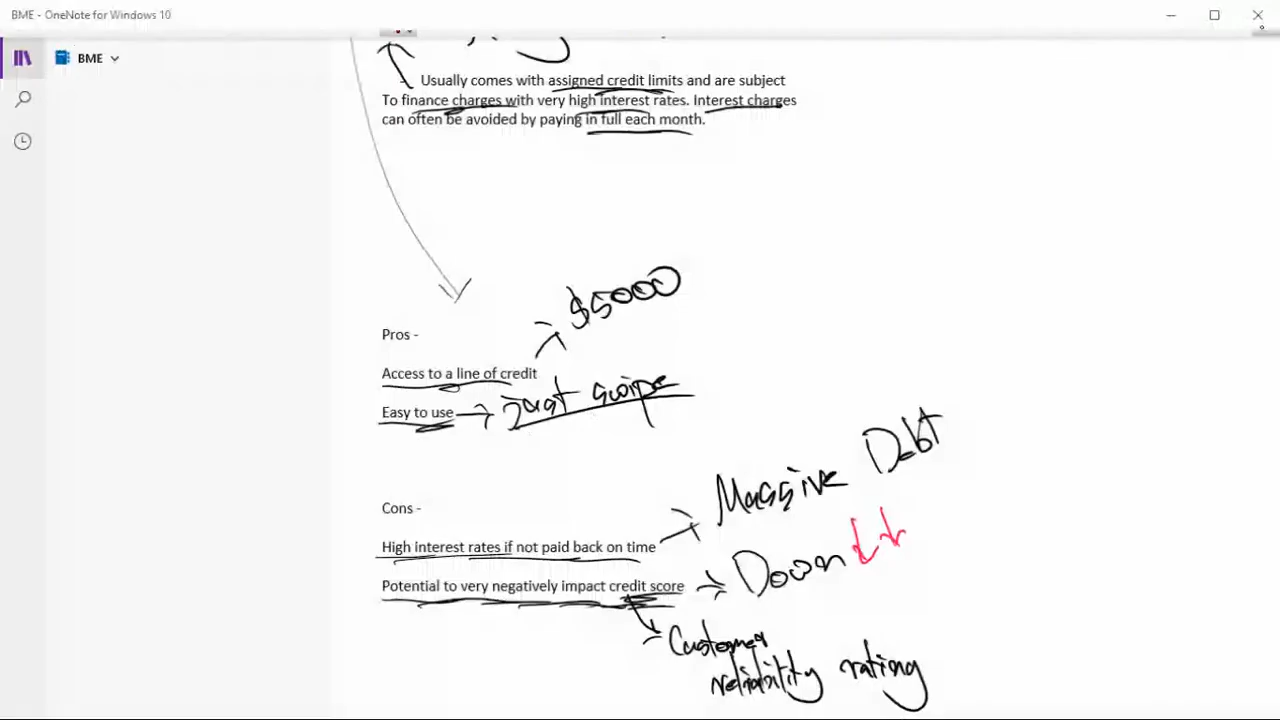 BME - OneNote for Windows 10
BME
- Usually comes with assigned credit limits and are subject
To finance charges with very high interest rates. Interest charges
can often be avoided by paying in full each month.
$5000
Pros -
Access to a line of credit
Easy to use → Just swipe
Cons -
Massive Debt
High interest rates if not paid back on time
Down
Potential to very negatively impact credit score
Customer
reliability rating